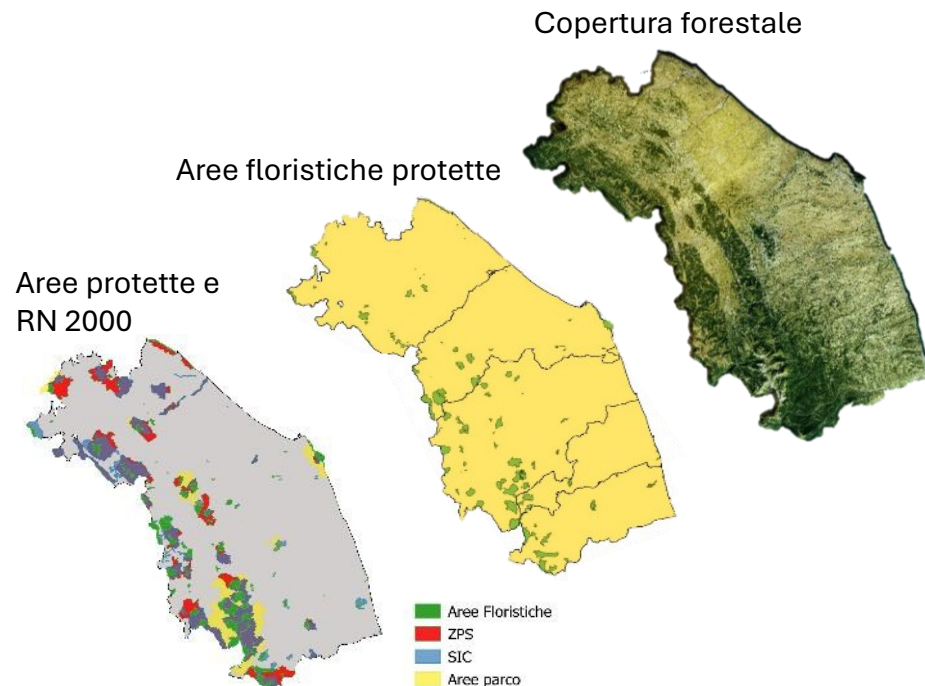 Copertura forestale
Aree floristiche protette
Aree protette e
RN 2000
Aree Floristiche
ZPS
SIC
Aree parco